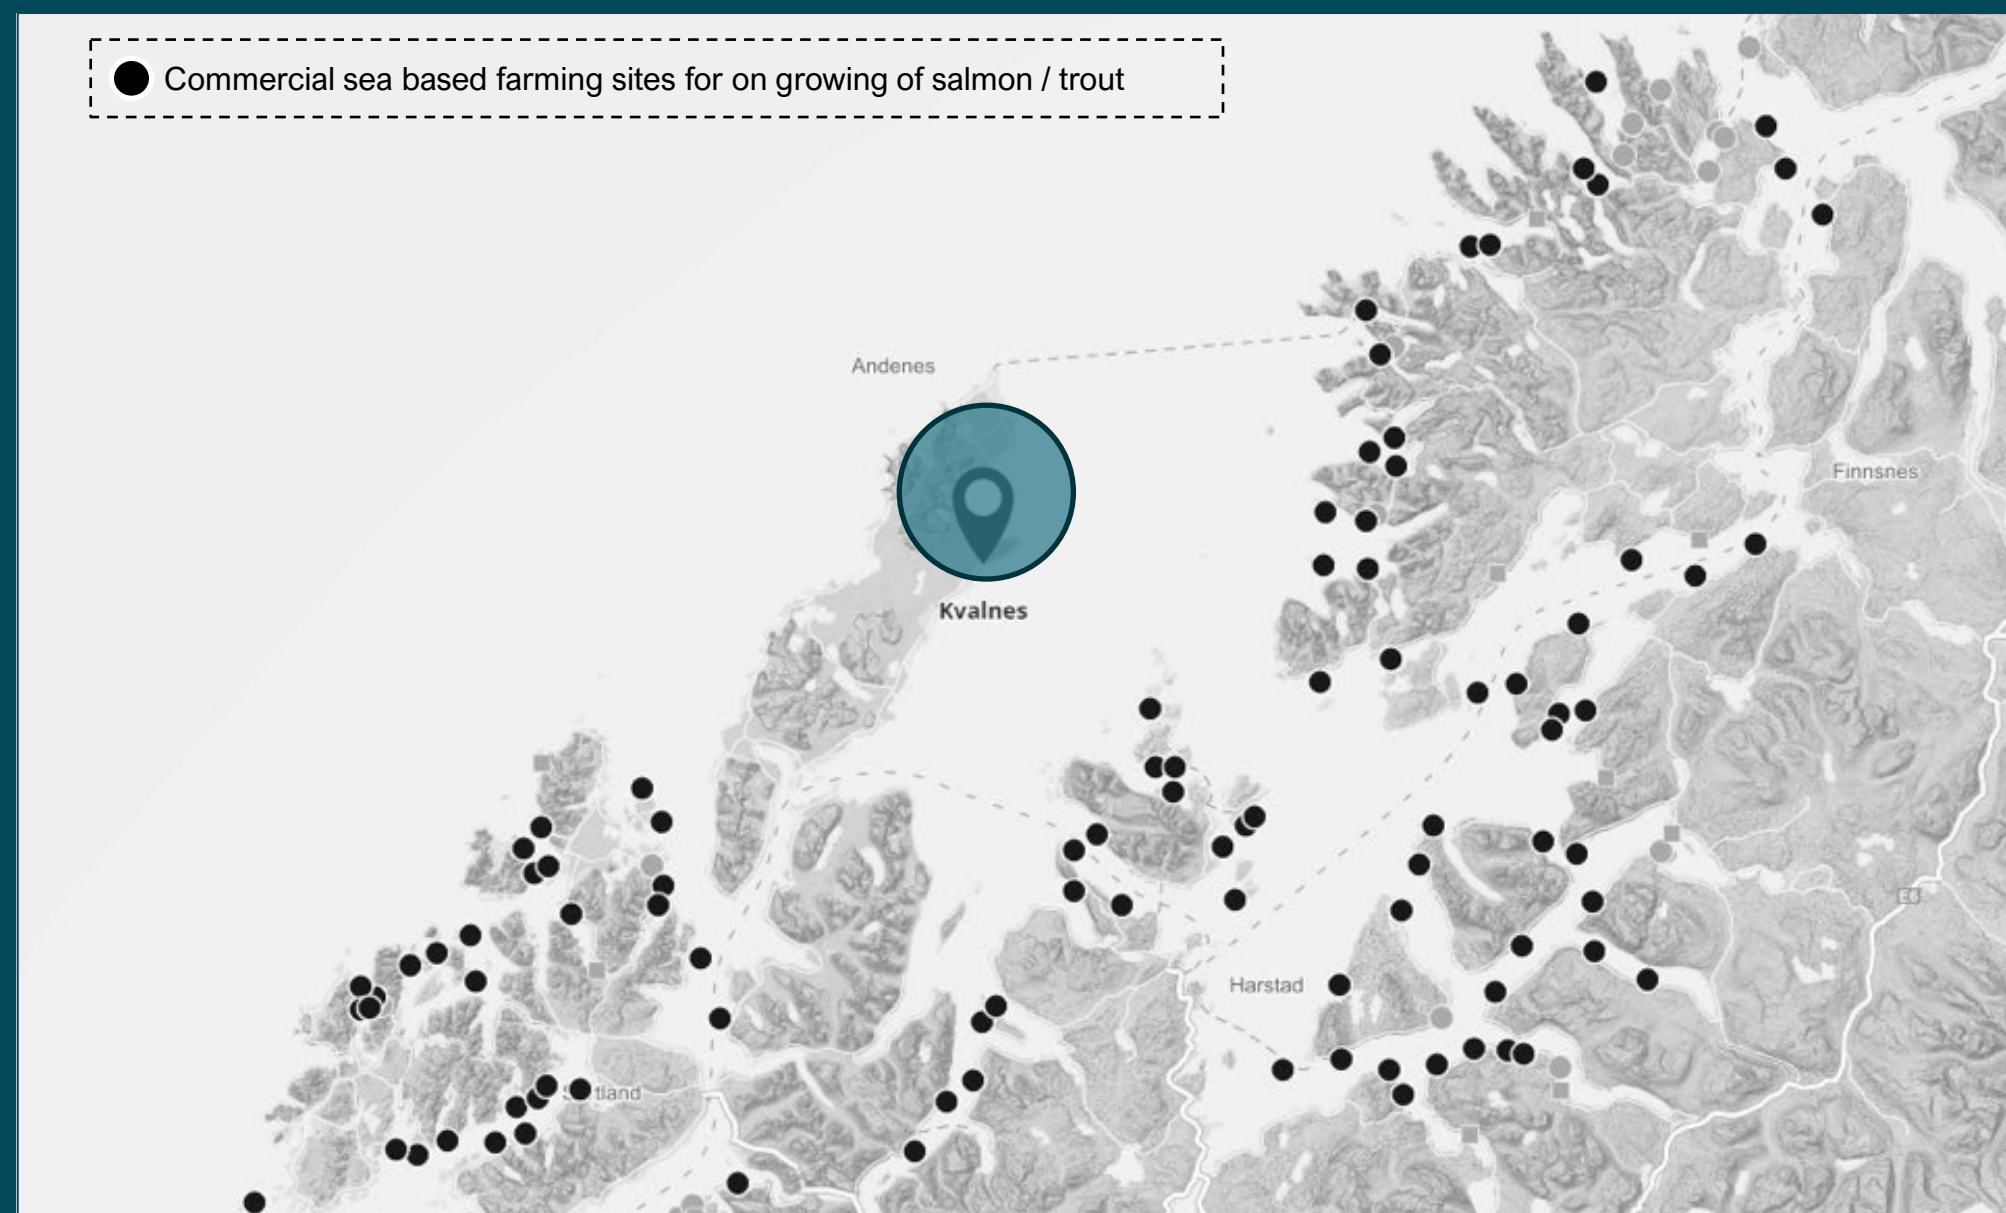 Commercial sea based farming sites for on growing of salmon / trout
Andenes
Finnsnes
Kvalnes
Harstad